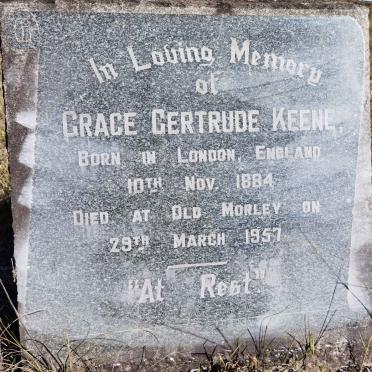 In Loving Memory
of
GRACE GERTRUDE KEENE.
BORN IN LONDON, ENGLAND
10TH NOV. 1884
DIED AT OLD MORLEY ON
29TH MARCH 1957
"At Rest."